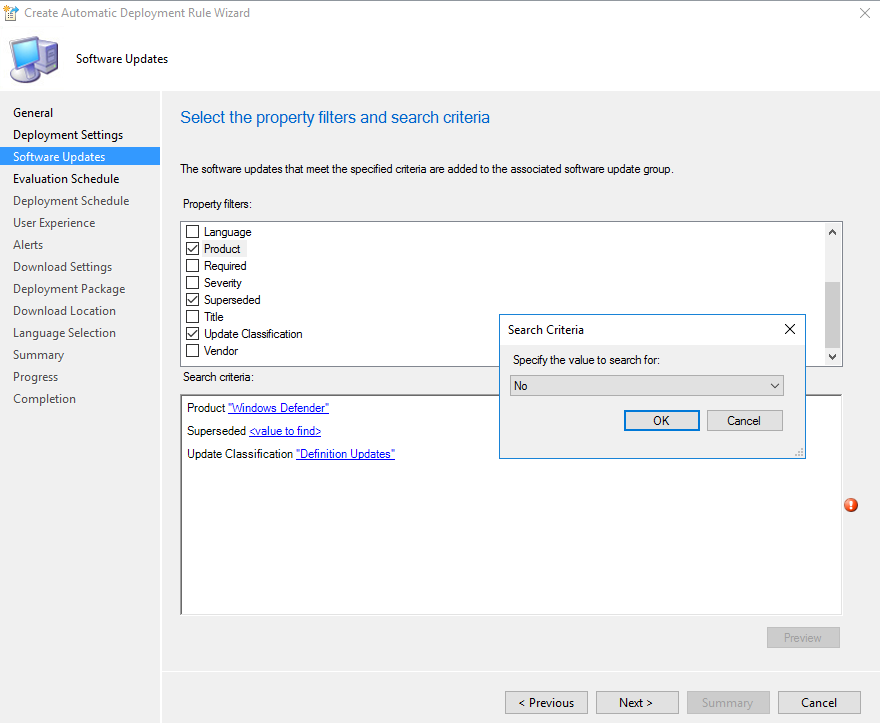 Create Automatic Deployment Rule Wizard
Software Updates
General
Deployment Settings
Software Updates
Evaluation Schedule
Deployment Schedule
User Experience
Alerts
Download Settings
Deployment Package
Download Location
Language Selection
Summary
Progress
Completion
Select the property filters and search criteria
The software updates that meet the specified criteria are added to the associated software update group.
Property filters:
Language
Product
Required
Severity
Superseded
Title
Update Classification
Vendor
Search criteria:
Product "Windows Defender"
Superseded <value to find>
Update Classification "Definition Updates"
Search Criteria
Specify the value to search for:
No
OK Cancel
Preview
< Previous Next > Summary Cancel